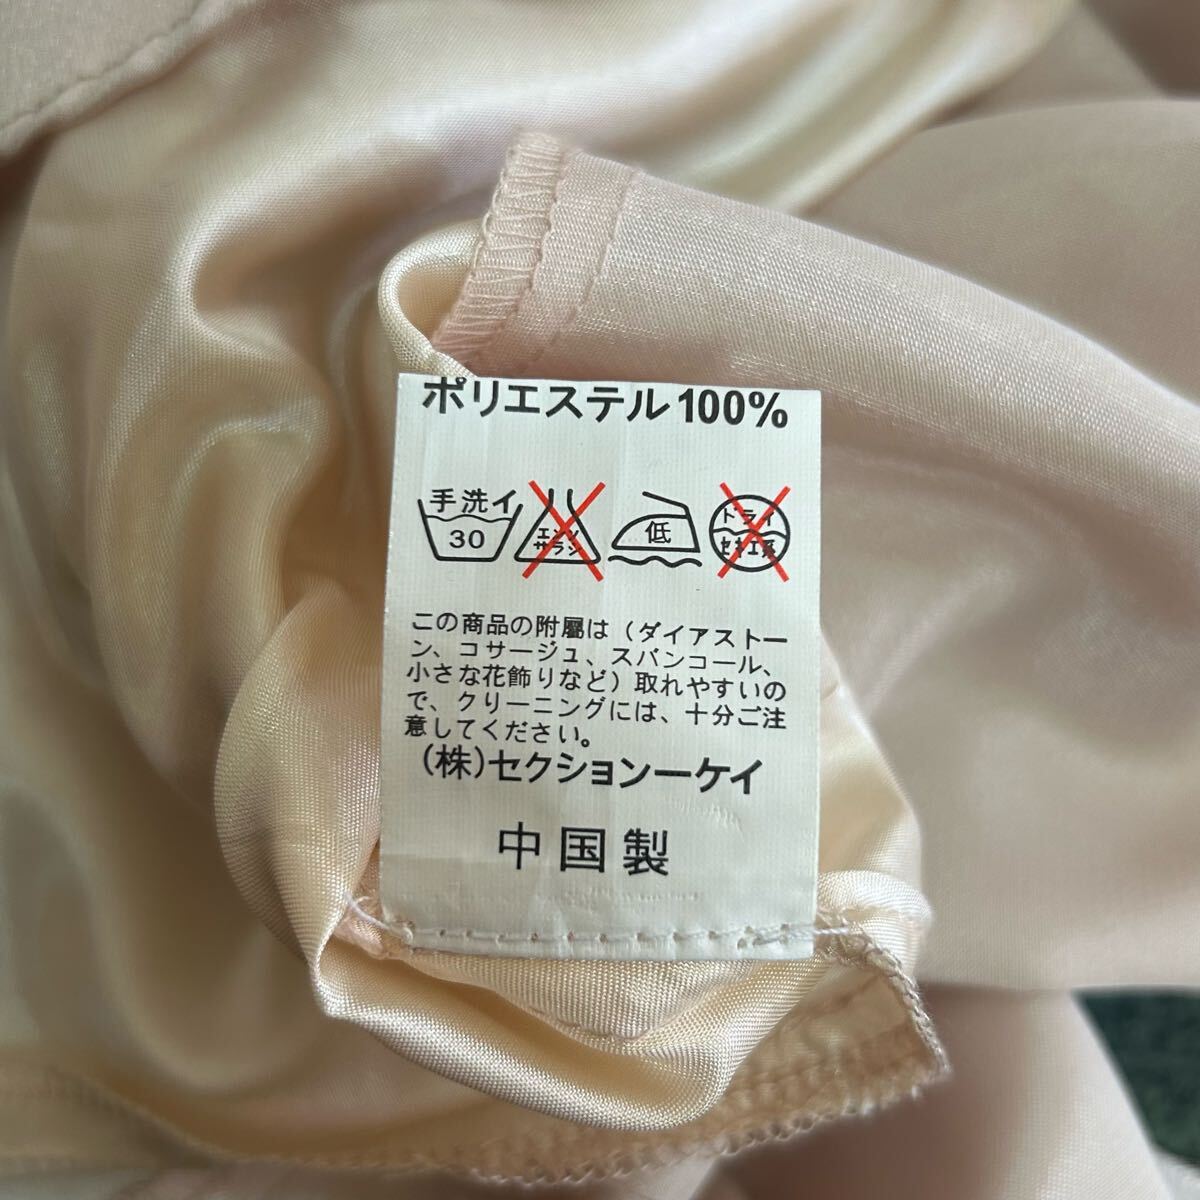 ポリエステル100%
手洗イ 30 エンソサラシ 低 ドライ セキユ系
この商品の附屬は（ダイアストー
ン、コサージュ、スパンコール、
小さな花飾りなど）取れやすいの
で、クリーニングには、十分ご注
意してください。
(株)セクションーケイ
中国製